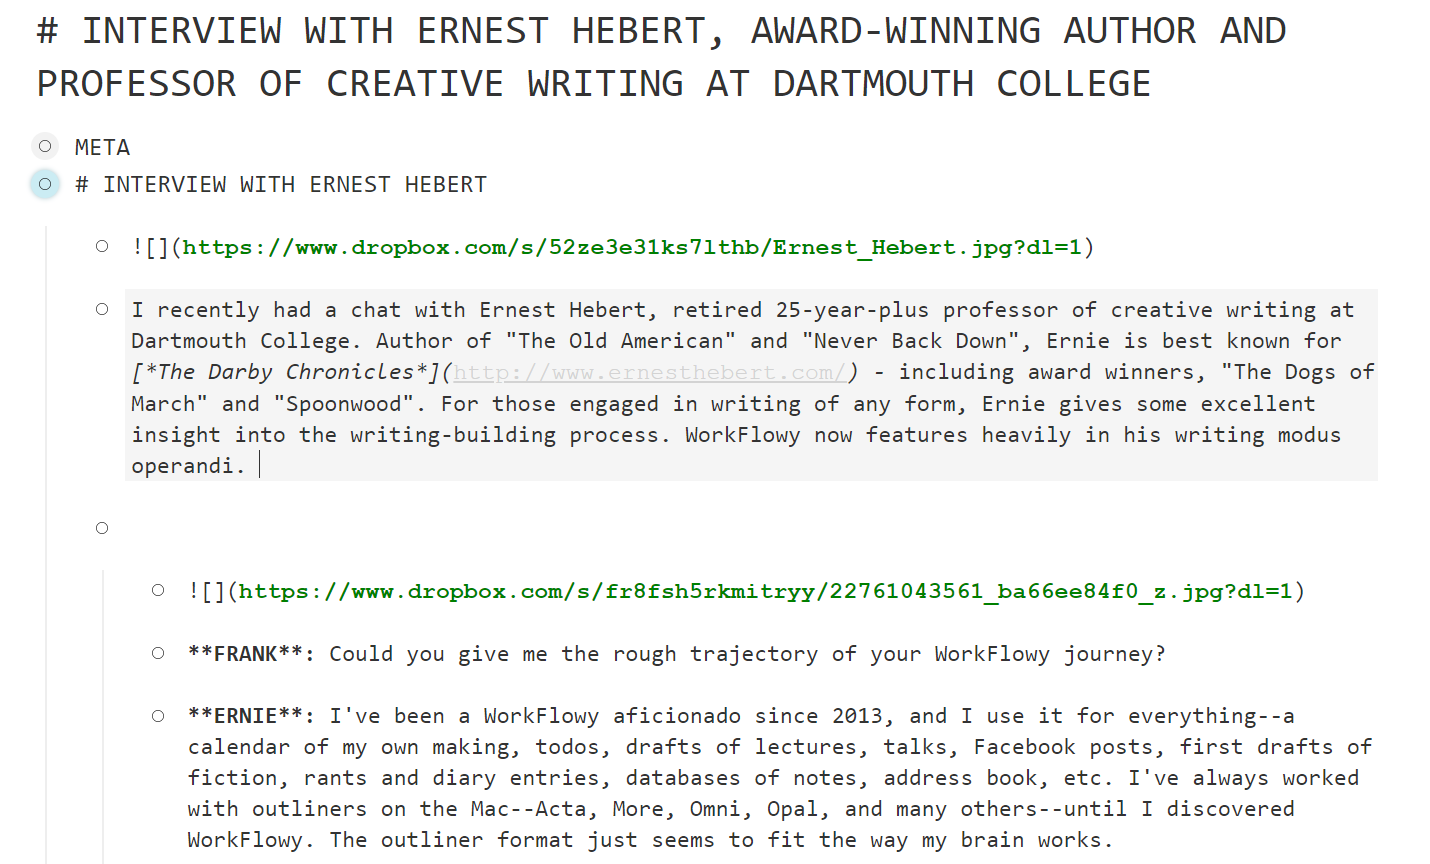 # INTERVIEW WITH ERNEST HEBERT, AWARD-WINNING AUTHOR AND
PROFESSOR OF CREATIVE WRITING AT DARTMOUTH COLLEGE
META
# INTERVIEW WITH ERNEST HEBERT
![](https://www.dropbox.com/s/52ze3e31ks7lthb/Ernest_Hebert.jpg?dl=1)
I recently had a chat with Ernest Hebert, retired 25-year-plus professor of creative writing at
Dartmouth College. Author of "The Old American" and "Never Back Down", Ernie is best known for
[*The Darby Chronicles*](http://www.ernesthebert.com/) - including award winners, "The Dogs of
March" and "Spoonwood". For those engaged in writing of any form, Ernie gives some excellent
insight into the writing-building process. WorkFlowy now features heavily in his writing modus
operandi.
![](https://www.dropbox.com/s/fr8fsh5rkmitryy/22761043561_ba66ee84f0_z.jpg?dl=1)
**FRANK**: Could you give me the rough trajectory of your WorkFlowy journey?
**ERNIE**: I've been a WorkFlowy aficionado since 2013, and I use it for everything--a
calendar of my own making, todos, drafts of lectures, talks, Facebook posts, first drafts of
fiction, rants and diary entries, databases of notes, address book, etc. I've always worked
with outliners on the Mac--Acta, More, Omni, Opal, and many others--until I discovered
WorkFlowy. The outliner format just seems to fit the way my brain works.